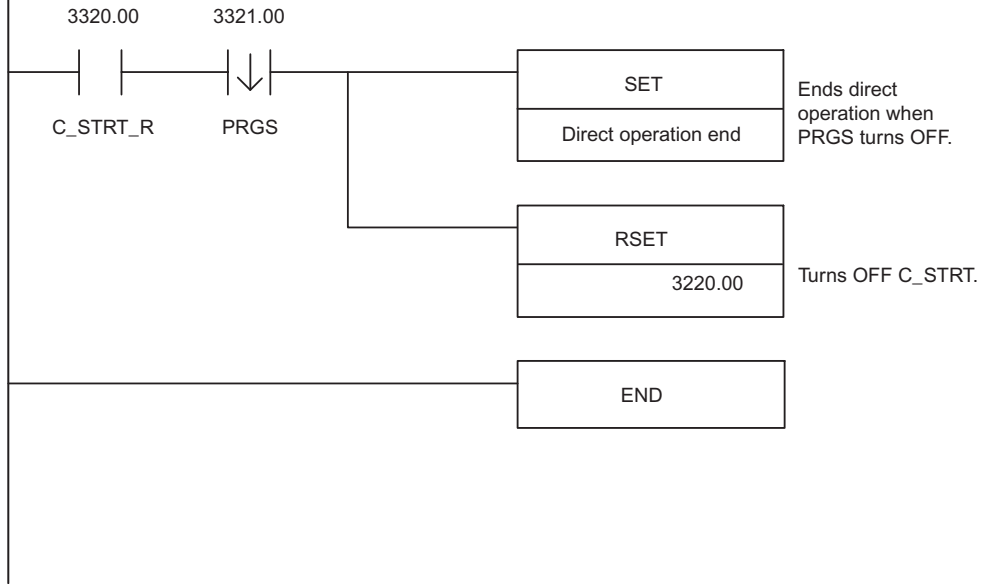 3320.00 3321.00
C_STRT_R PRGS
SET
Direct operation end
Ends direct
operation when
PRGS turns OFF.
RSET
3220.00
Turns OFF C_STRT.
END